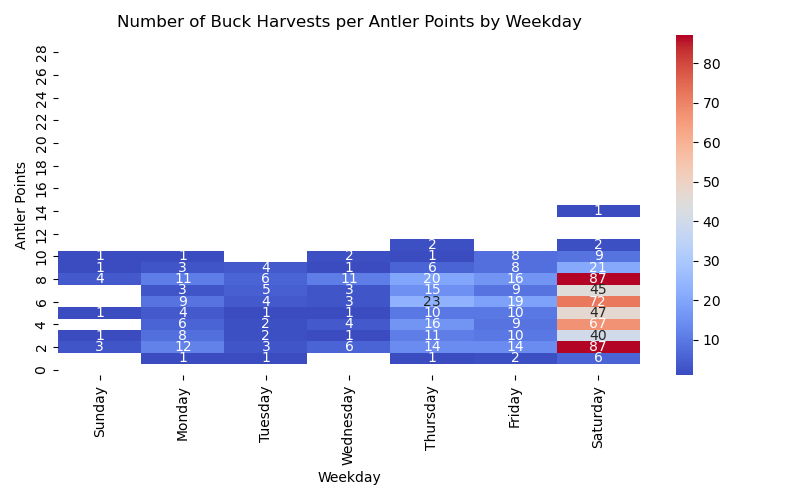 Number of Buck Harvests per Antler Points by Weekday
Antler Points
28
26
24
22
20
18
16
14
12
10
8
6
4
2
0
1
2 2
1 1 2 1 8 9
1 3 4 1 6 8 21
4 11 6 11 20 16 87
3 5 3 15 9 45
9 4 3 23 19 72
1 4 1 1 10 10 47
6 2 4 16 9 67
1 8 2 1 11 10 40
3 12 3 6 14 14 87
1 1 1 2 6
Sunday
Monday
Tuesday
Wednesday
Thursday
Friday
Saturday
Weekday
80
70
60
50
40
30
20
10